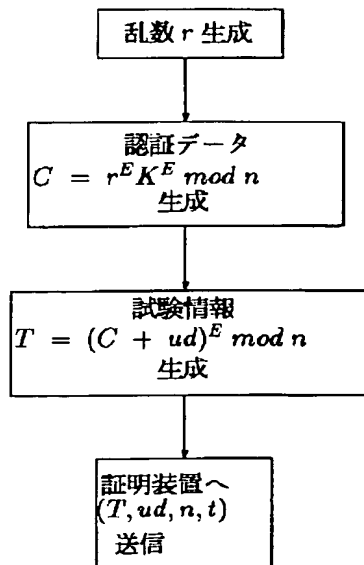 乱数 r 生成
認証データ
C = r^E K^E mod n
生成
試験情報
T = (C + ud)^E mod n
生成
証明装置へ
(T, ud, n, t)
送信